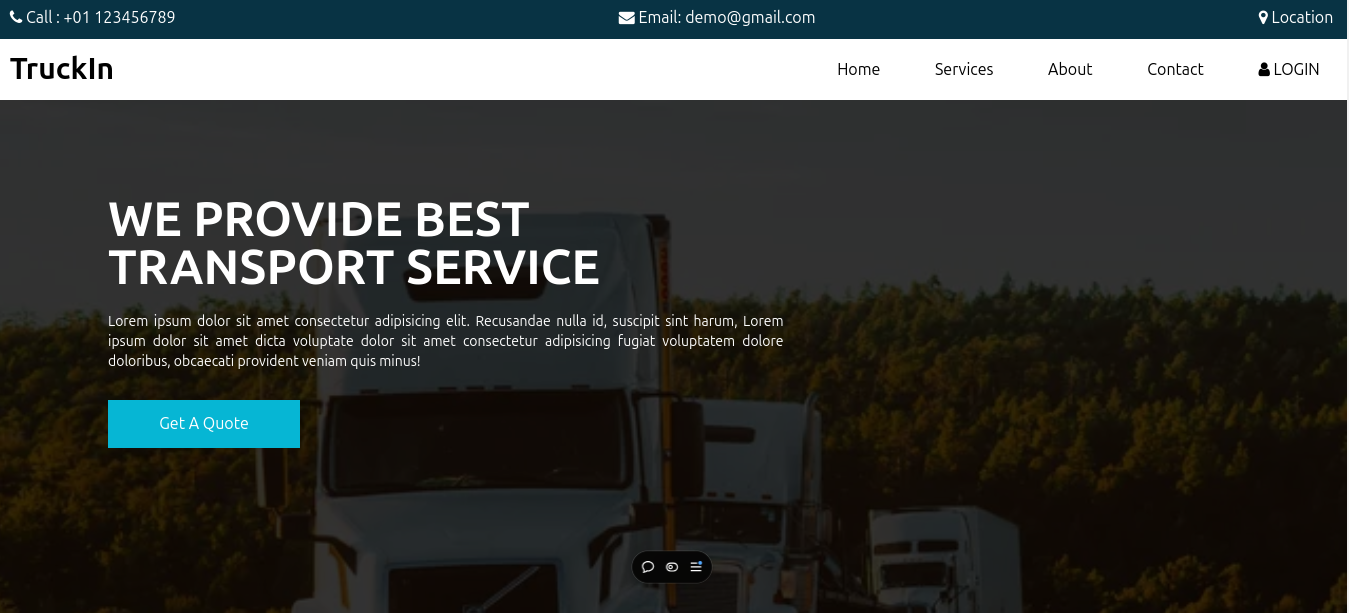 Call : +01 123456789
Email: demo@gmail.com
Location
TruckIn
Home
Services
About
Contact
LOGIN
WE PROVIDE BEST
TRANSPORT SERVICE
Lorem ipsum dolor sit amet consectetur adipisicing elit. Recusandae nulla id, suscipit sint harum, Lorem
ipsum dolor sit amet dicta voluptate dolor sit amet consectetur adipisicing fugiat voluptatem dolore
doloribus, obcaecati provident veniam quis minus!
Get A Quote